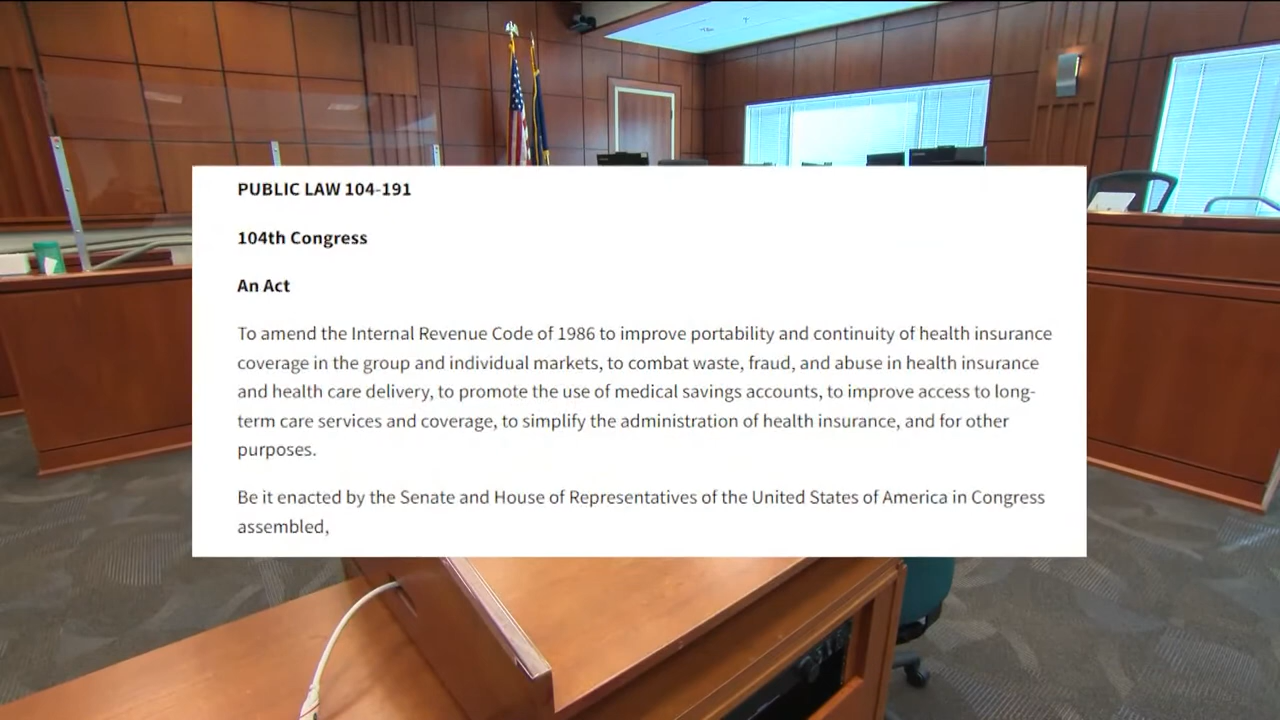 PUBLIC LAW 104-191
104th Congress
An Act
To amend the Internal Revenue Code of 1986 to improve portability and continuity of health insurance
coverage in the group and individual markets, to combat waste, fraud, and abuse in health insurance
and health care delivery, to promote the use of medical savings accounts, to improve access to long-
term care services and coverage, to simplify the administration of health insurance, and for other
purposes.
Be it enacted by the Senate and House of Representatives of the United States of America in Congress
assembled,